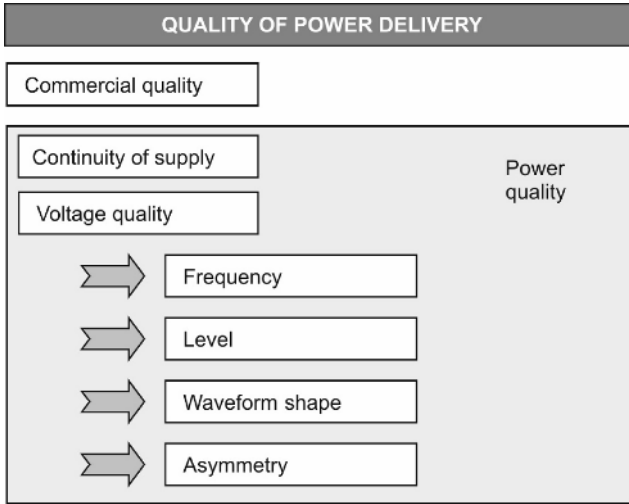 QUALITY OF POWER DELIVERY
Commercial quality
Continuity of supply
Power
quality
Voltage quality
Frequency
Level
Waveform shape
Asymmetry